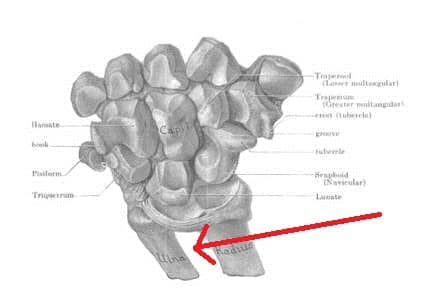 Trapezoid
(Lesser multangular)
Trapezium
(Greater multangular)
crest (tubercle)
groove
tubercle
Scaphoid
(Navicular)
Lunate
Hamate
hook
Pisiform
Triquetrum
Capi
Ulna
Radius